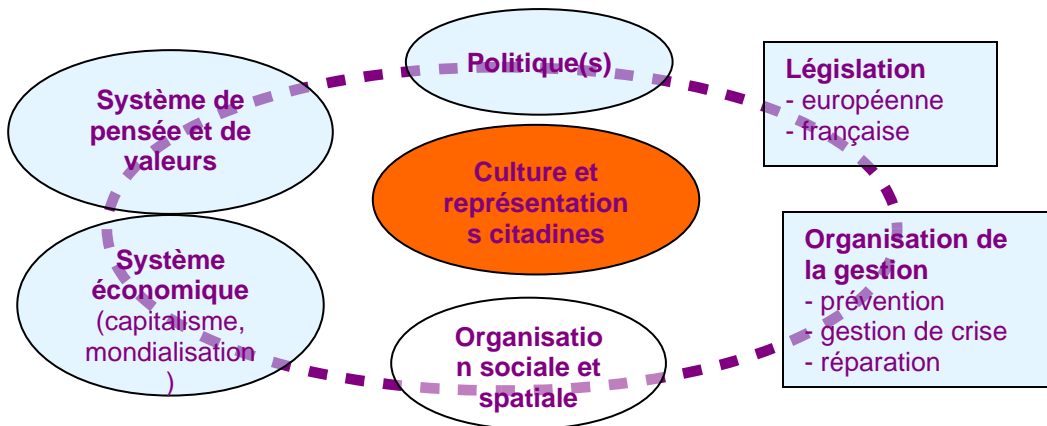 Système de
pensée et de
valeurs
Politique(s)
Législation
- européenne
- française
Culture et
représentation
s citadines
Système
économique
(capitalisme,
mondialisation
)
Organisatio
n sociale et
spatiale
Organisation de
la gestion
- prévention
- gestion de crise
- réparation